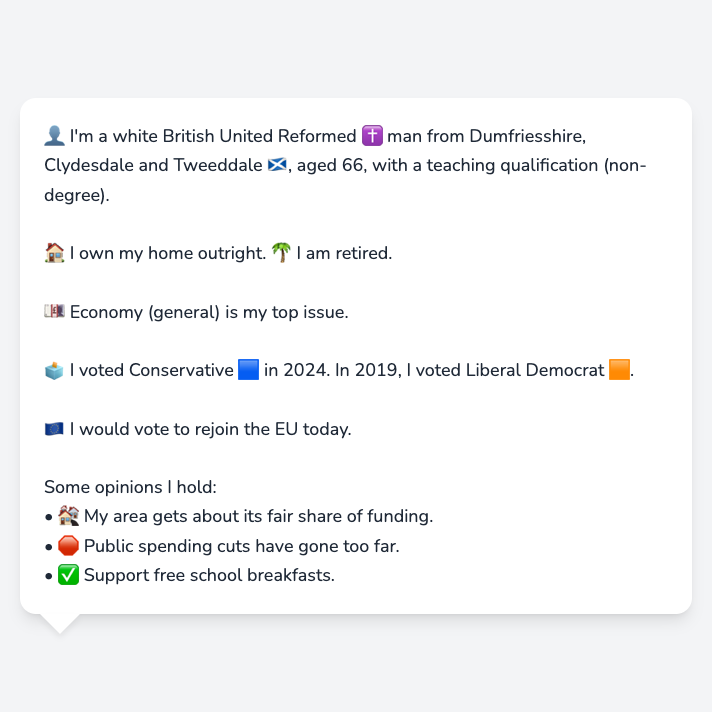 👤 I'm a white British United Reformed ✝️ man from Dumfriesshire,
Clydesdale and Tweeddale 🏴󠁧󠁢󠁳󠁣󠁴󠁿, aged 66, with a teaching qualification (non-
degree).
🏠 I own my home outright. 🌴 I am retired.
💷 Economy (general) is my top issue.
🗳️ I voted Conservative 🟦 in 2024. In 2019, I voted Liberal Democrat 🟧.
🇪🇺 I would vote to rejoin the EU today.
Some opinions I hold:
• 🏘️ My area gets about its fair share of funding.
• 🛑 Public spending cuts have gone too far.
• ✅ Support free school breakfasts.